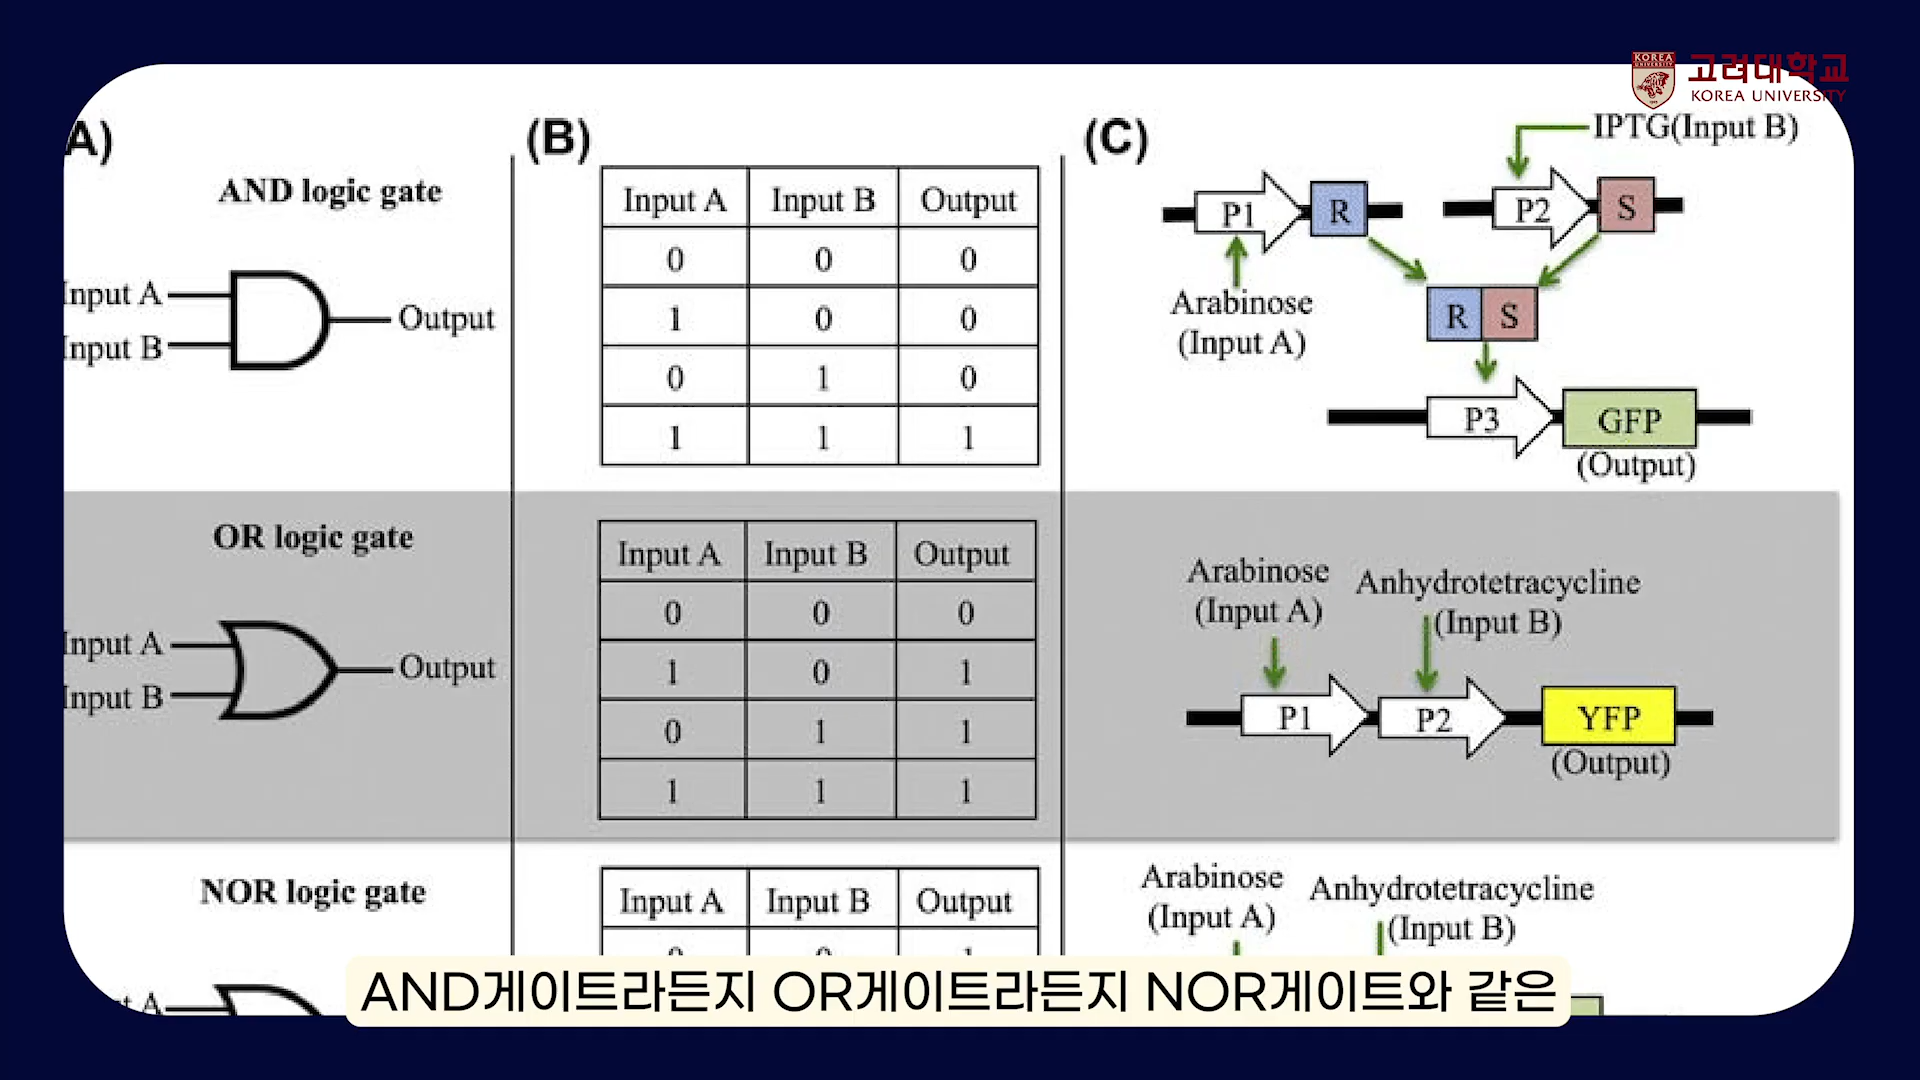 고려대학교
KOREA UNIVERSITY
A)
AND logic gate
Input A
Input B
Output
(B)
Input A Input B Output
0 0 0
1 0 0
0 1 0
1 1 1
(C)
IPTG(Input B)
P1 R P2 S
Arabinose
(Input A)
R S
P3 GFP
(Output)
OR logic gate
Input A
Input B
Output
Input A Input B Output
0 0 0
1 0 1
0 1 1
1 1 1
Arabinose
(Input A)
Anhydrotetracycline
(Input B)
P1 P2 YFP
(Output)
NOR logic gate
Input A Input B Output
0 0 1
Arabinose
(Input A)
Anhydrotetracycline
(Input B)
AND게이트라든지 OR게이트라든지 NOR게이트와 같은